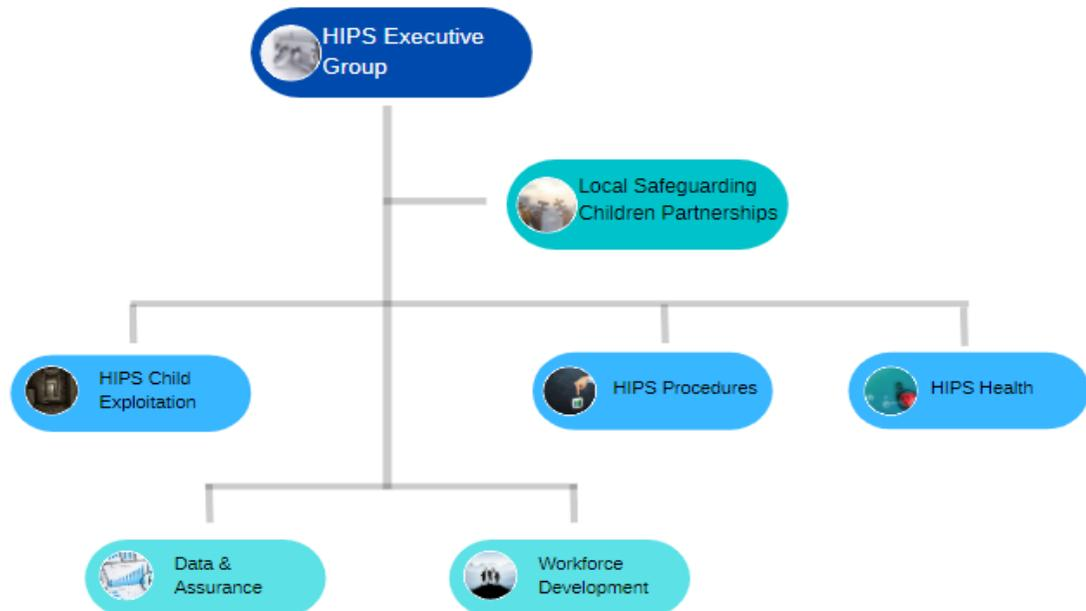 HIPS Executive
Group
Local Safeguarding
Children Partnerships
HIPS Child
Exploitation
HIPS Procedures
HIPS Health
Data &
Assurance
Workforce
Development